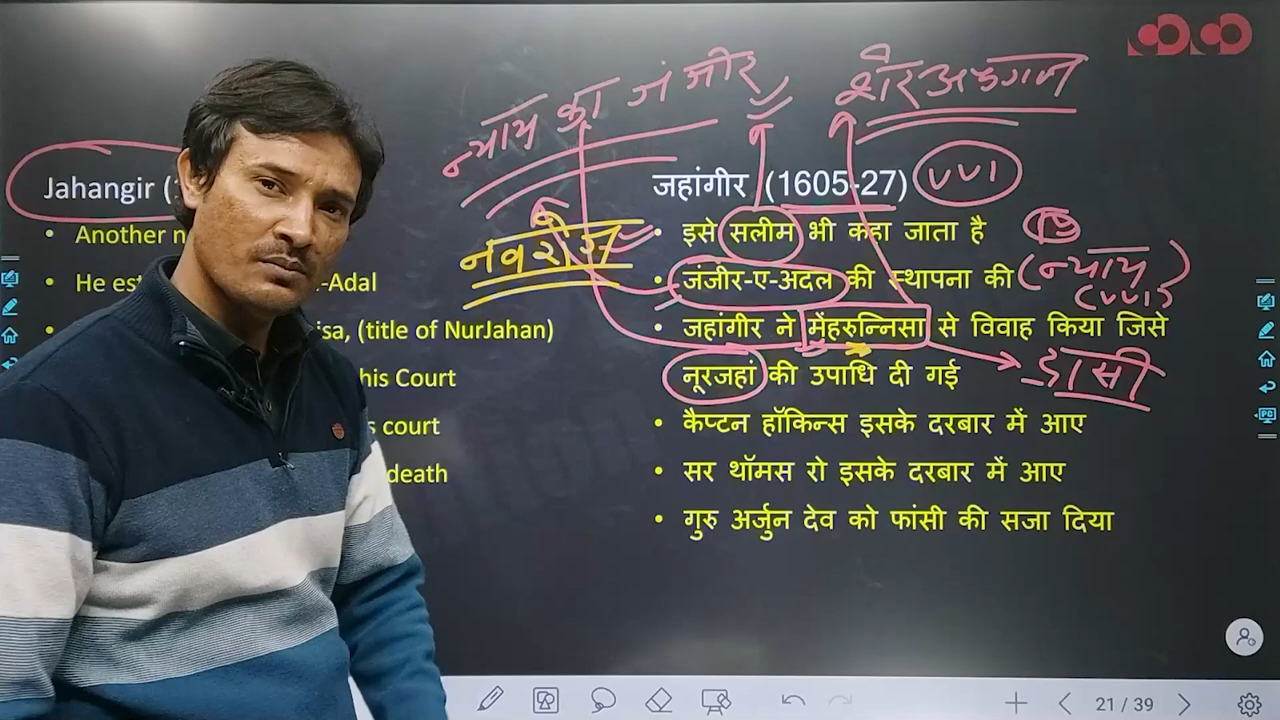 न्याय का जंजीर
शेरअफगान
Jahangir (1
जहांगीर (1605-27)
VVI
Another n
इसे सलीम भी कहा जाता है
नवरोज
He est
-Adal
जंजीर-ए-अदल की स्थापना की
(न्याय)
(VVI)
isa, (title of NurJahan)
जहांगीर ने मेंहरुन्निसा से विवाह किया जिसे
his Court
नूरजहां की उपाधि दी गई
s court
कैप्टन हॉकिन्स इसके दरबार में आए
death
सर थॉमस रो इसके दरबार में आए
गुरु अर्जुन देव को फांसी की सजा दिया
21 / 39